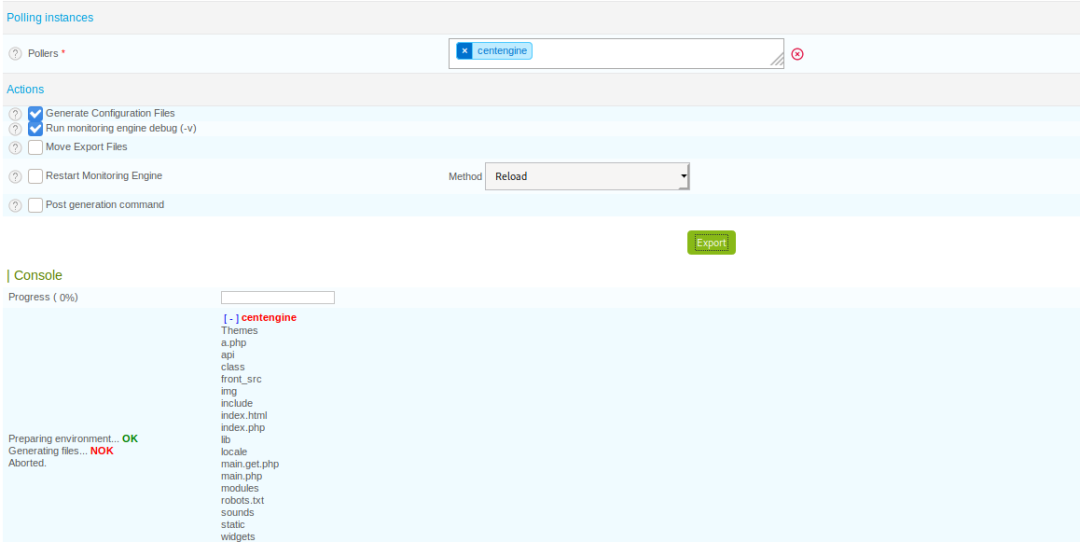 Polling instances
? Pollers * × centengine
Actions
? Generate Configuration Files
? Run monitoring engine debug (-v)
? Move Export Files
? Restart Monitoring Engine Method Reload
? Post generation command
Export
| Console
Progress ( 0%)
[ - ] centengine
Themes
a.php
api
class
front_src
img
include
index.html
index.php
Preparing environment... OK lib
Generating files... NOK locale
Aborted. main.get.php
main.php
modules
robots.txt
sounds
static
widgets